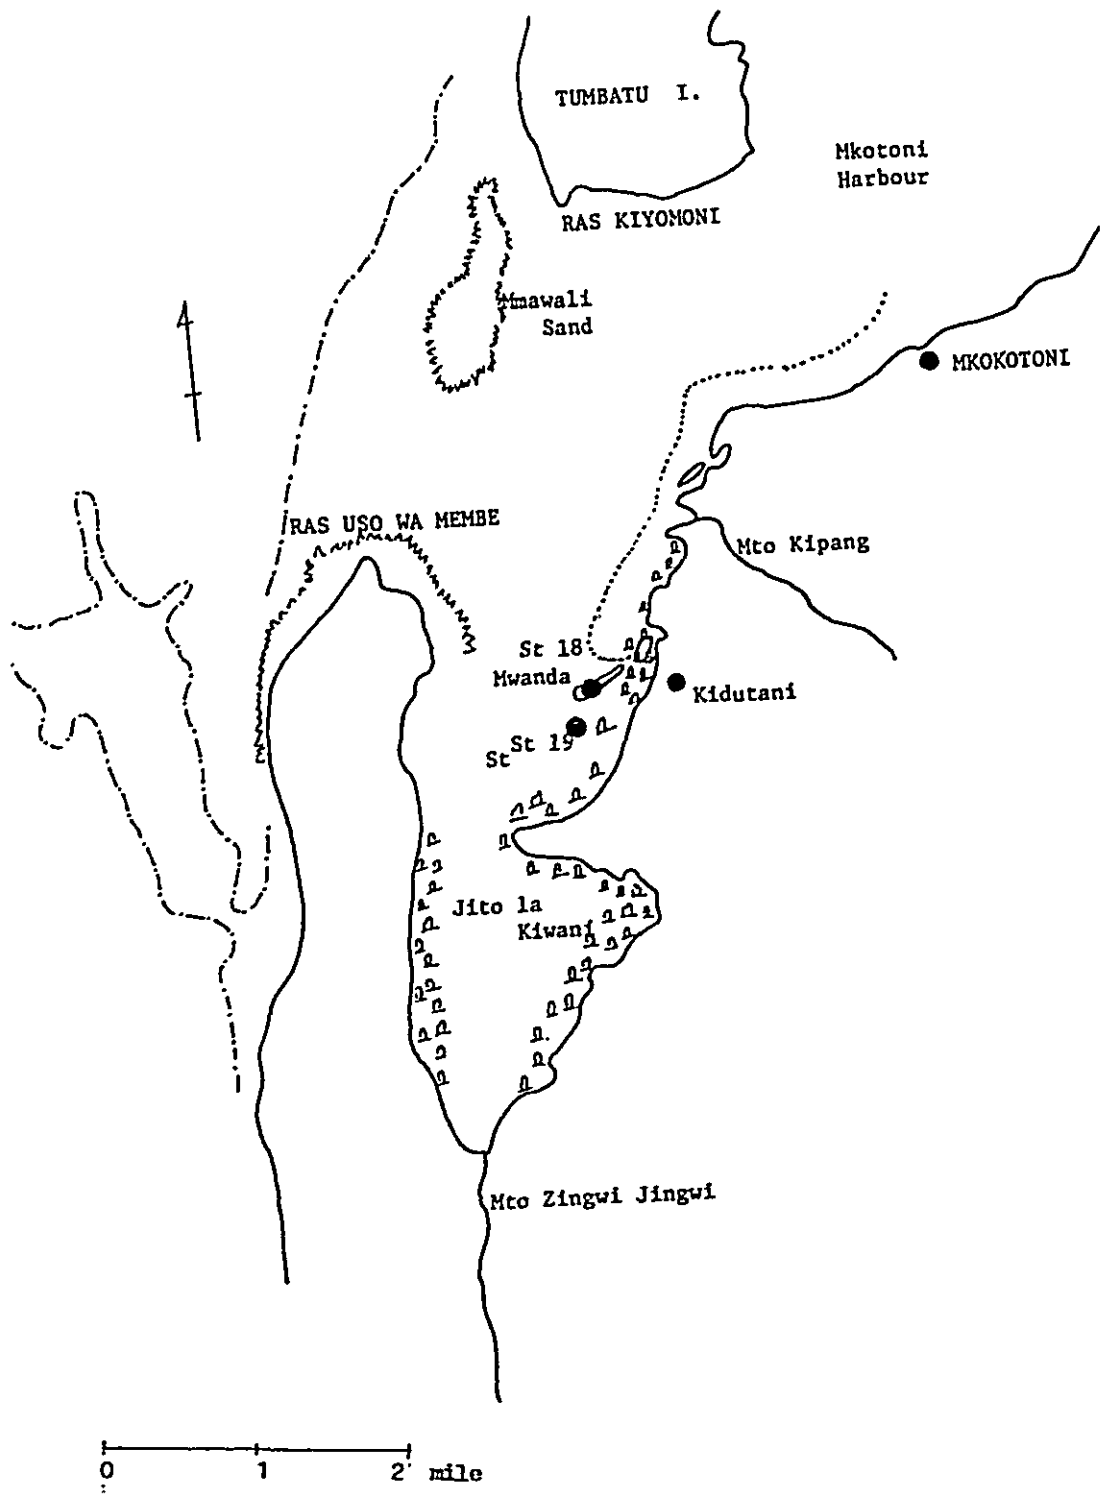 TUMBATU I.
Mkotoni
Harbour
RAS KIYOMONI
Mmawali
Sand
MKOKOTONI
RAS USO WA MEMBE
Mto Kipang
St 18
Mwanda
Kidutani
St 19
St
Jito la
Kiwani
Mto Zingwi Jingwi
0 1 2 mile